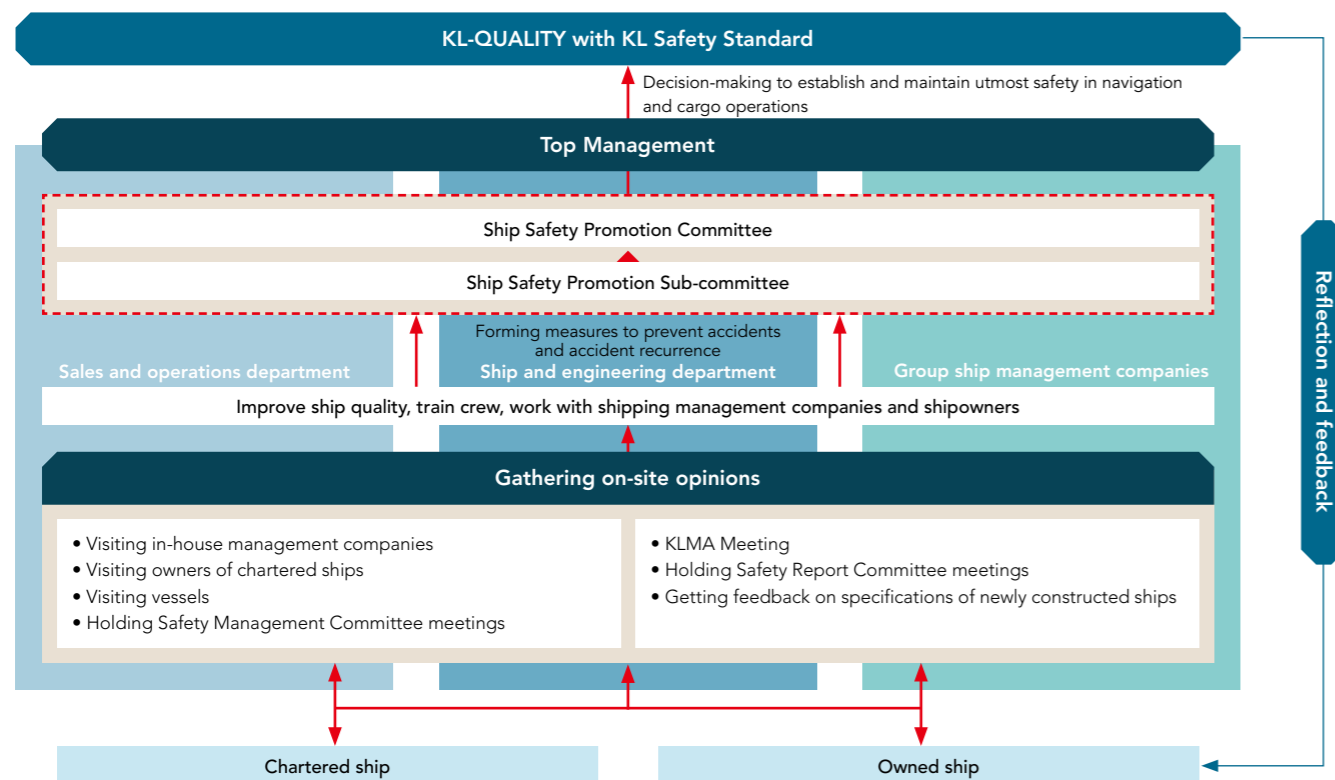 KL-QUALITY with KL Safety Standard
Decision-making to establish and maintain utmost safety in navigation
and cargo operations
Top Management
Ship Safety Promotion Committee
Ship Safety Promotion Sub-committee
Forming measures to prevent accidents
and accident recurrence
Sales and operations department
Ship and engineering department
Group ship management companies
Improve ship quality, train crew, work with shipping management companies and shipowners
Gathering on-site opinions
• Visiting in-house management companies
• Visiting owners of chartered ships
• Visiting vessels
• Holding Safety Management Committee meetings
• KLMA Meeting
• Holding Safety Report Committee meetings
• Getting feedback on specifications of newly constructed ships
Chartered ship
Owned ship
Reflection and feedback